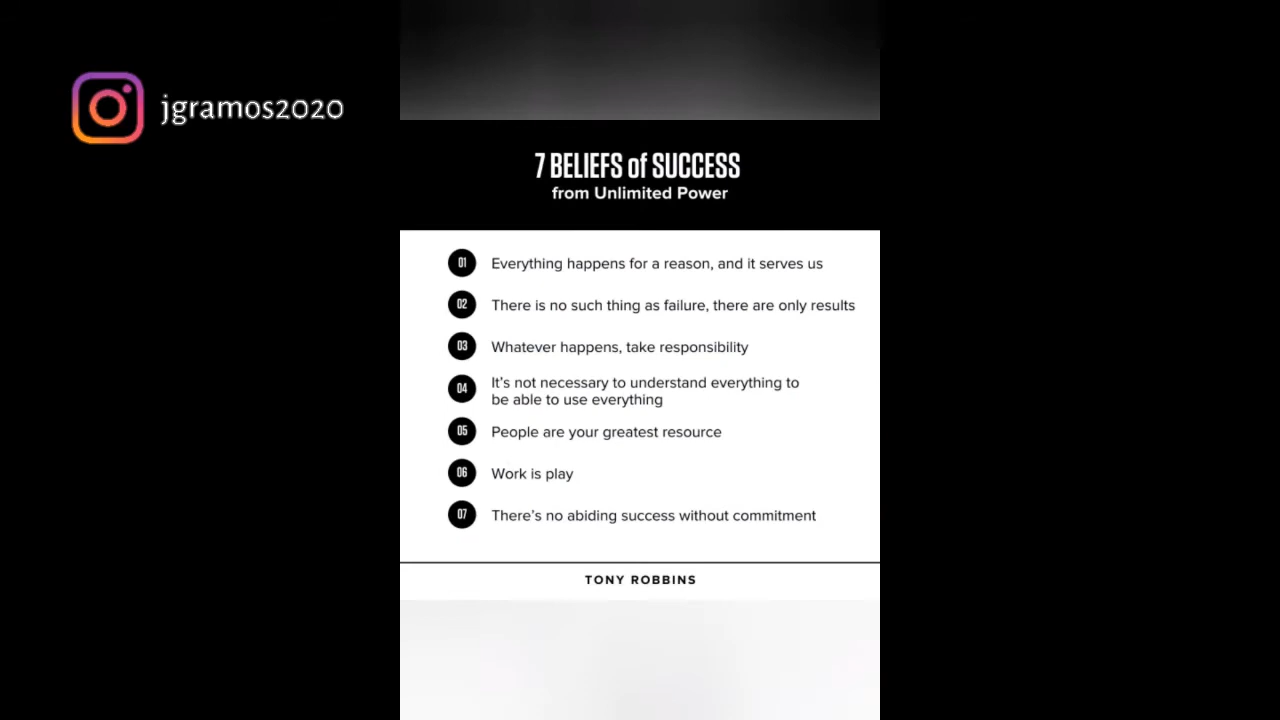 jgramos2020
7 BELIEFS of SUCCESS
from Unlimited Power
01 Everything happens for a reason, and it serves us
02 There is no such thing as failure, there are only results
03 Whatever happens, take responsibility
04 It's not necessary to understand everything to
be able to use everything
05 People are your greatest resource
06 Work is play
07 There's no abiding success without commitment
TONY ROBBINS